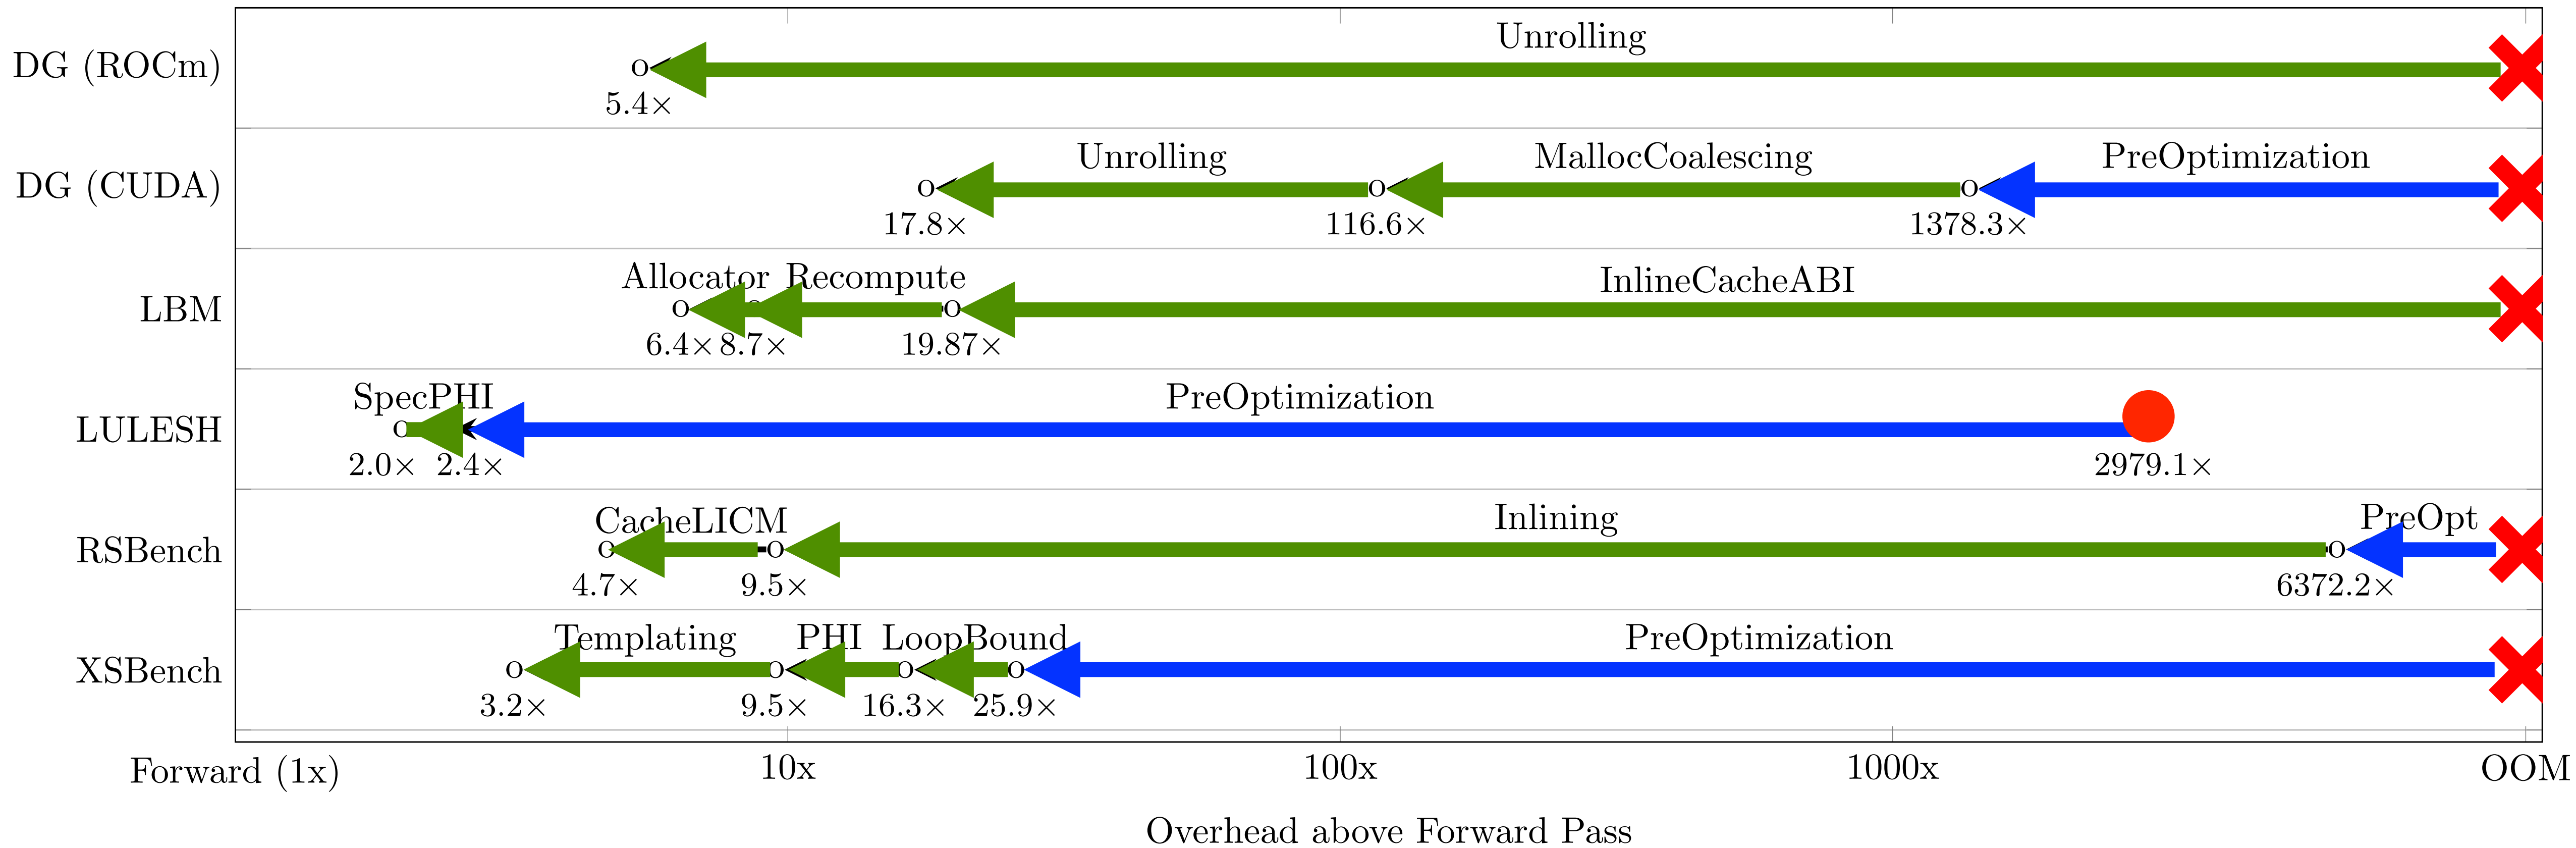 Unrolling
DG (ROCm)
5.4×
Unrolling MallocCoalescing PreOptimization
DG (CUDA)
17.8× 116.6× 1378.3×
Allocator Recompute InlineCacheABI
LBM
6.4× 8.7× 19.87×
SpecPHI PreOptimization
LULESH
2.0× 2.4× 2979.1×
CacheLICM Inlining PreOpt
RSBench
4.7× 9.5× 6372.2×
Templating PHI LoopBound PreOptimization
XSBench
3.2× 9.5× 16.3× 25.9×
Forward (1x) 10x 100x 1000x OOM
Overhead above Forward Pass